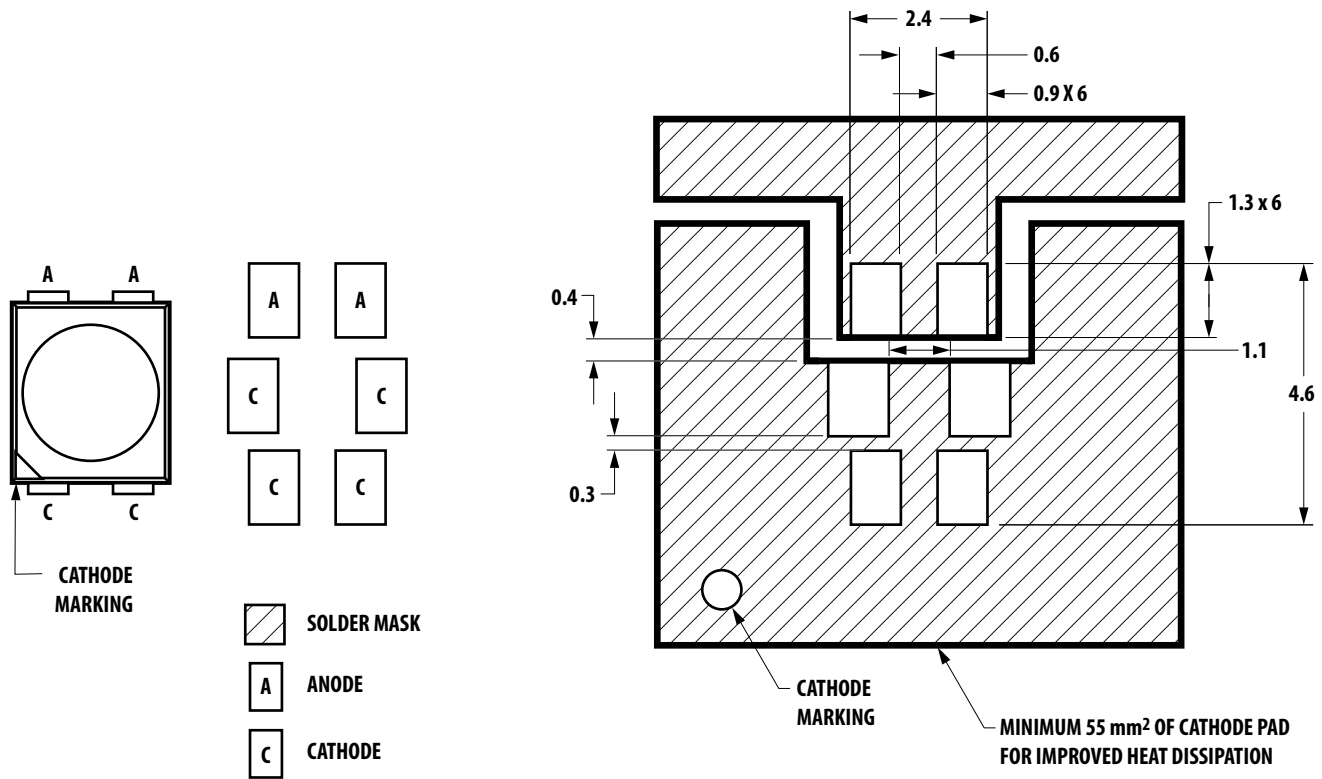 2.4
0.6
0.9 X 6
1.3 x 6
A A
A A
0.4
1.1
C C
4.6
C C
0.3
C C
CATHODE
MARKING
SOLDER MASK
A ANODE
C CATHODE
CATHODE
MARKING
MINIMUM 55 mm² OF CATHODE PAD
FOR IMPROVED HEAT DISSIPATION